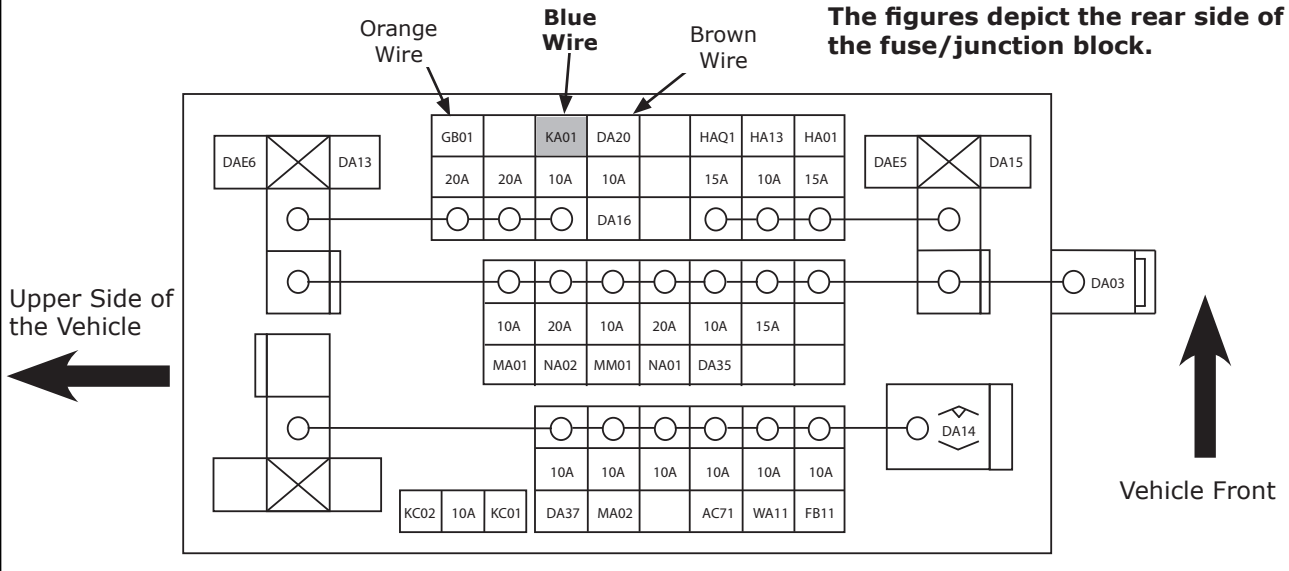 The figures depict the rear side of
the fuse/junction block.
Orange
Wire
Blue
Wire
Brown
Wire
GB01 KA01 DA20 HAQ1 HA13 HA01
DAE6 DA13 DAE5 DA15
20A 20A 10A 10A 15A 10A 15A
DA16
DA03
Upper Side of
the Vehicle
10A 20A 10A 20A 10A 15A
MA01 NA02 MM01 NA01 DA35
DA14
10A 10A 10A 10A 10A 10A
KC02 10A KC01 DA37 MA02 AC71 WA11 FB11
Vehicle Front